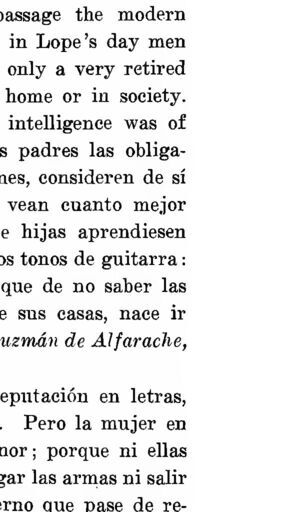 passage the modern
in Lope's day men
only a very retired
home or in society.
intelligence was of
s padres las obliga-
nes, consideren de sí
vean cuanto mejor
e hijas aprendiesen
os tonos de guitarra:
que de no saber las
e sus casas, nace ir
uzmán de Alfarache,
eputación en letras,
. Pero la mujer en
nor; porque ni ellas
gar las armas ni salir
erno que pase de re-